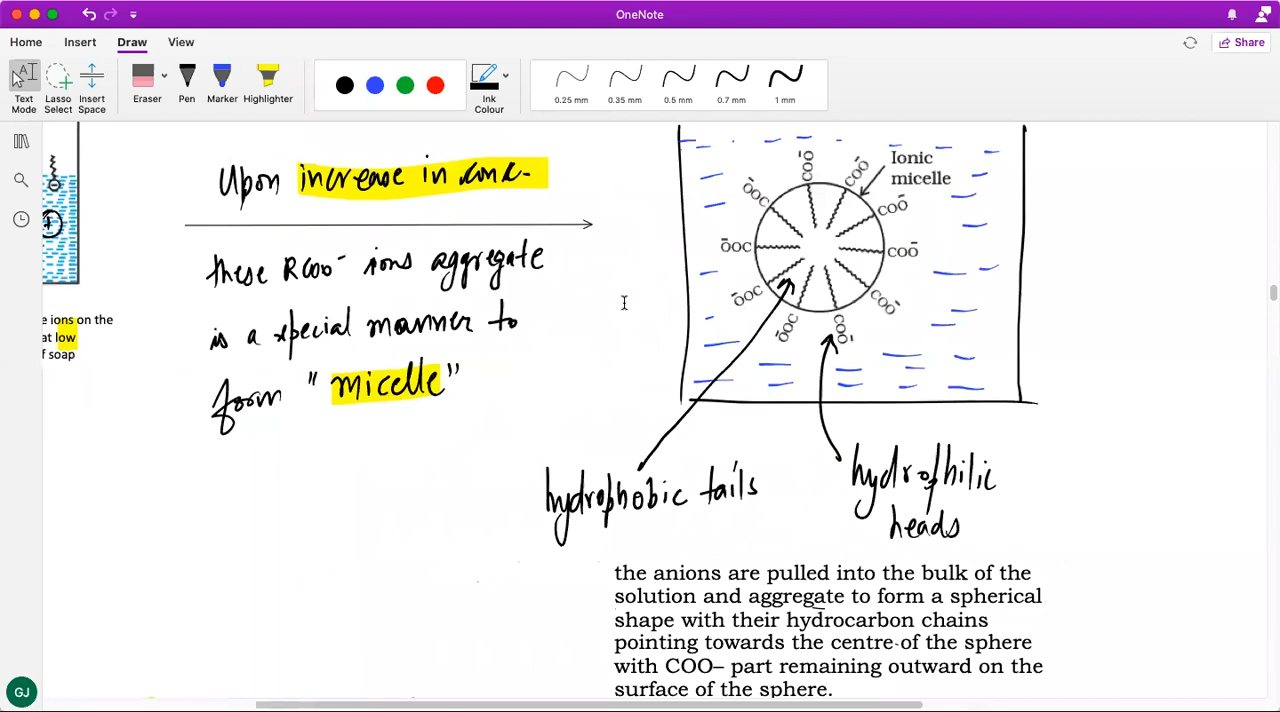 OneNote
Home Insert Draw View
Share
Text Mode
Lasso Select
Insert Space
Eraser
Pen
Marker
Highlighter
Ink Colour
0.25 mm 0.35 mm 0.5 mm 0.7 mm 1 mm
e ions on the
at low
f soap
Upon increase in conc.
these RCOO⁻ ions aggregate
is a special manner to
form "micelle"
Ionic
micelle
COO⁻
COO⁻
COO⁻
COO⁻
COO⁻
COO⁻
⁻OOC
⁻OOC
⁻OOC
⁻OOC
hydrophobic tails
hydrophilic
heads
the anions are pulled into the bulk of the
solution and aggregate to form a spherical
shape with their hydrocarbon chains
pointing towards the centre of the sphere
with COO– part remaining outward on the
surface of the sphere.
GJ